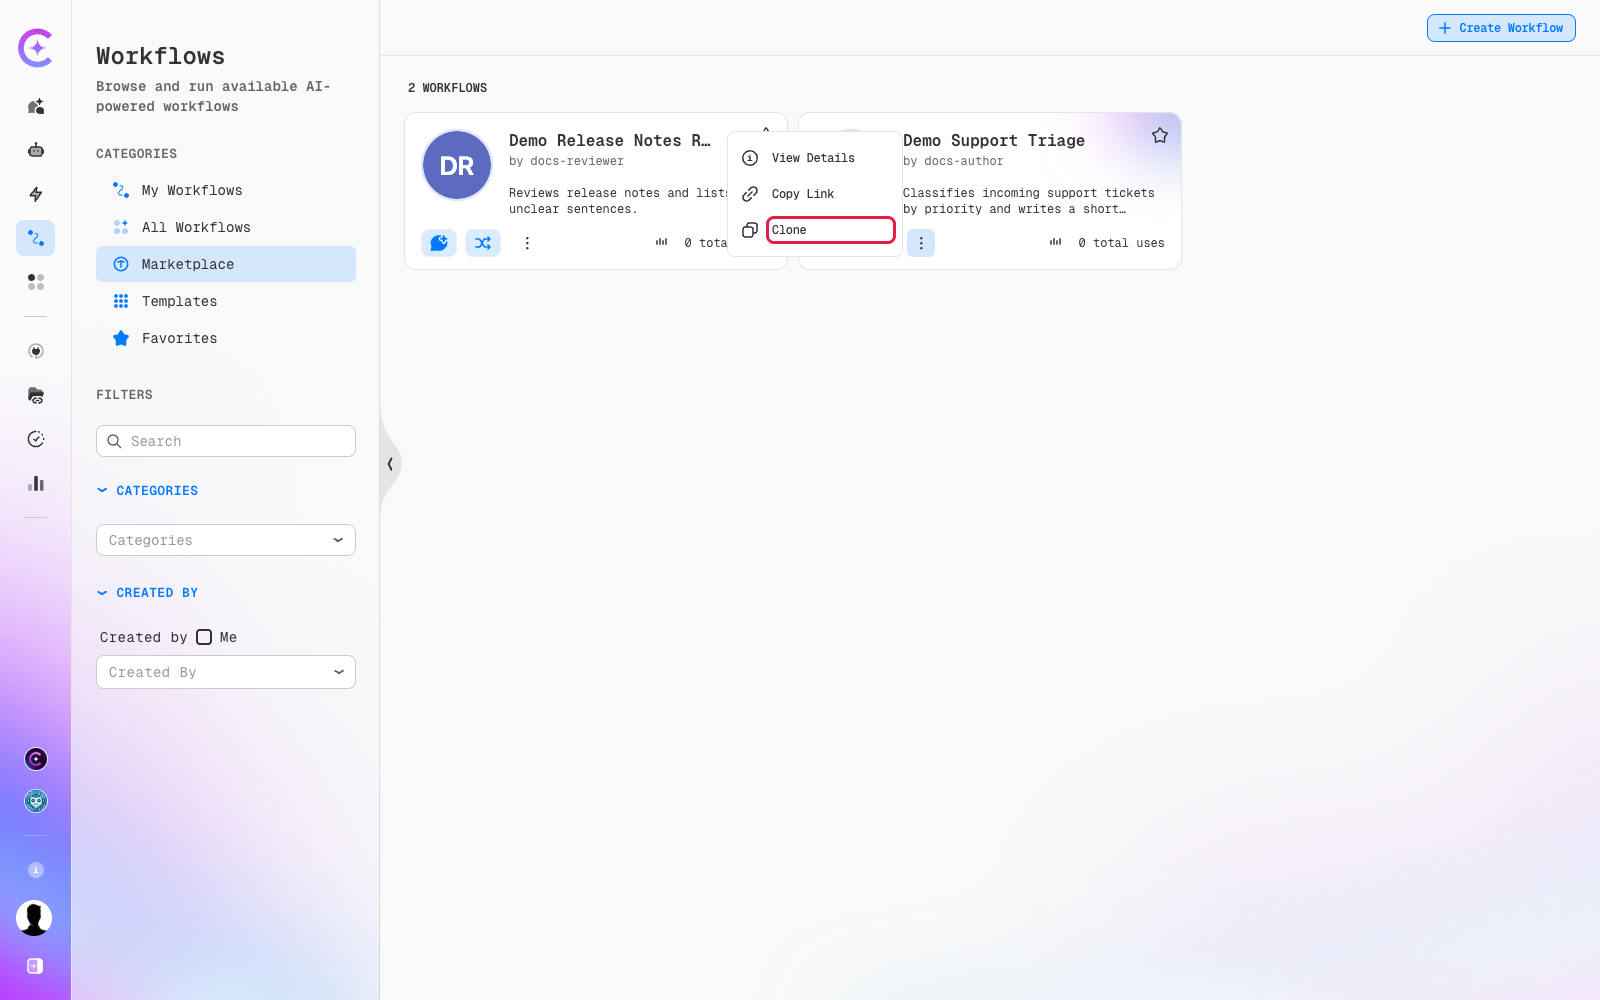 Workflows
Browse and run available AI-
powered workflows
CATEGORIES
My Workflows
All Workflows
Marketplace
Templates
Favorites
FILTERS
Search
CATEGORIES
Categories
CREATED BY
Created by Me
Created By
Create Workflow
2 WORKFLOWS
DR
Demo Release Notes R…
by docs-reviewer
Reviews release notes and lists
unclear sentences.
0 tota
View Details
Copy Link
Clone
Demo Support Triage
by docs-author
Classifies incoming support tickets
by priority and writes a short…
0 total uses